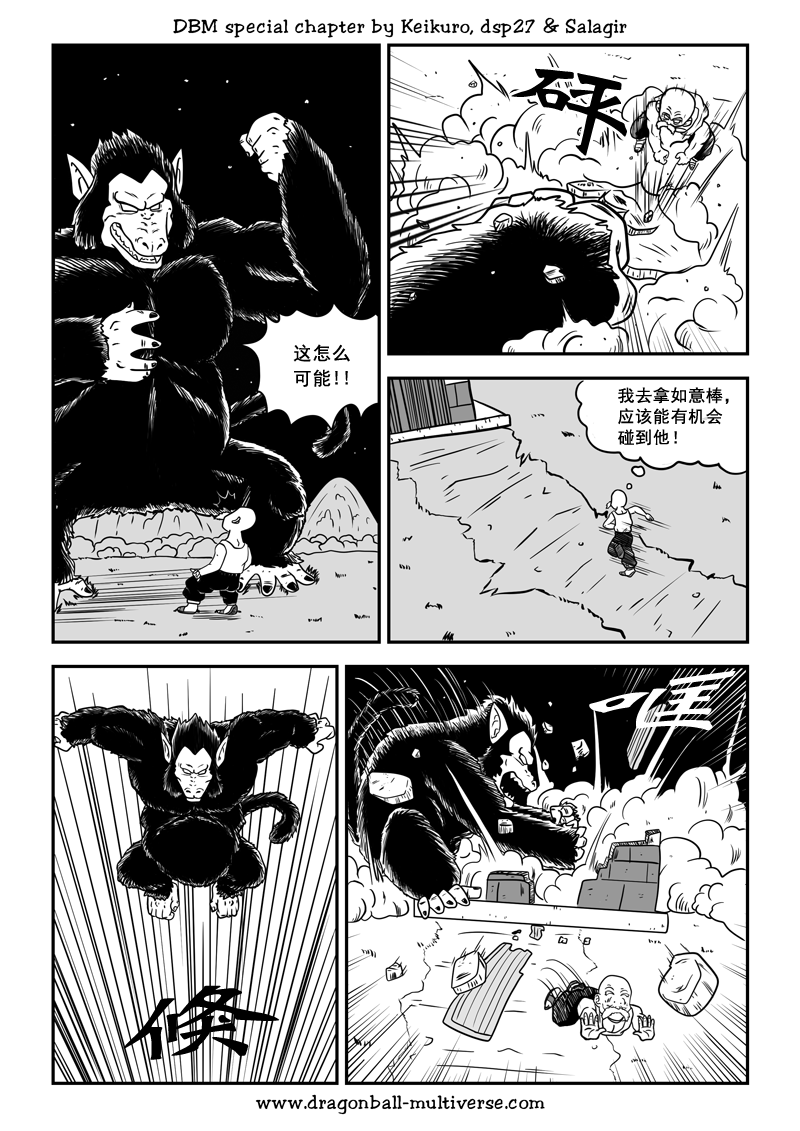 DBM special chapter by Keikuro, dsp27 & Salagir
这怎么
可能!!
砰
我去拿如意棒，
应该能有机会
碰到他！
倏
哐
www.dragonball-multiverse.com